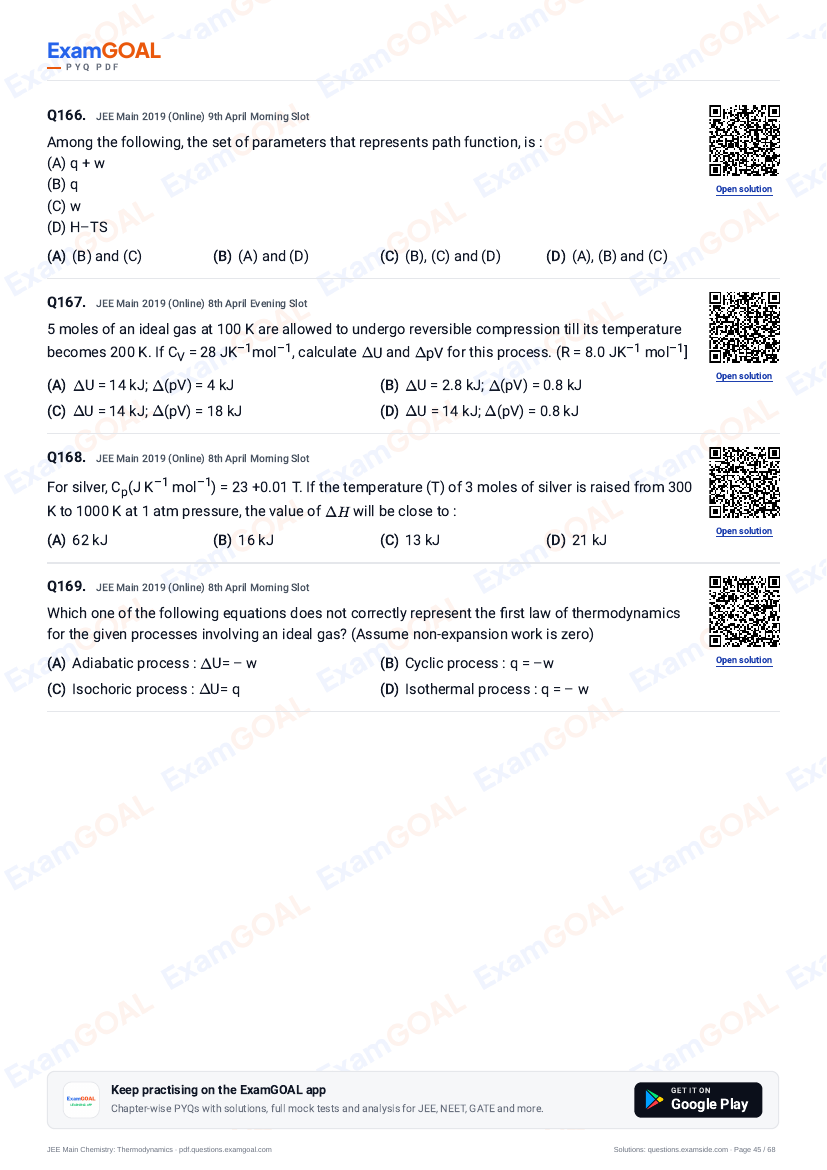 ExamGOAL
PYQ PDF
Q166. JEE Main 2019 (Online) 9th April Morning Slot
Among the following, the set of parameters that represents path function, is :
(A) q + w
(B) q
(C) w
(D) H−TS
(A) (B) and (C) (B) (A) and (D) (C) (B), (C) and (D) (D) (A), (B) and (C)
Open solution
Q167. JEE Main 2019 (Online) 8th April Evening Slot
5 moles of an ideal gas at 100 K are allowed to undergo reversible compression till its temperature
becomes 200 K. If C_V = 28 JK⁻¹mol⁻¹, calculate ΔU and ΔpV for this process. (R = 8.0 JK⁻¹ mol⁻¹]
(A) ΔU = 14 kJ; Δ(pV) = 4 kJ (B) ΔU = 2.8 kJ; Δ(pV) = 0.8 kJ
(C) ΔU = 14 kJ; Δ(pV) = 18 kJ (D) ΔU = 14 kJ; Δ(pV) = 0.8 kJ
Open solution
Q168. JEE Main 2019 (Online) 8th April Morning Slot
For silver, C_p(J K⁻¹ mol⁻¹) = 23 +0.01 T. If the temperature (T) of 3 moles of silver is raised from 300
K to 1000 K at 1 atm pressure, the value of ΔH will be close to :
(A) 62 kJ (B) 16 kJ (C) 13 kJ (D) 21 kJ
Open solution
Q169. JEE Main 2019 (Online) 8th April Morning Slot
Which one of the following equations does not correctly represent the first law of thermodynamics
for the given processes involving an ideal gas? (Assume non-expansion work is zero)
(A) Adiabatic process : ΔU= − w (B) Cyclic process : q = −w
(C) Isochoric process : ΔU= q (D) Isothermal process : q = − w
Open solution
ExamGOAL
Keep practising on the ExamGOAL app
Chapter-wise PYQs with solutions, full mock tests and analysis for JEE, NEET, GATE and more.
GET IT ON
Google Play
JEE Main Chemistry: Thermodynamics · pdf.questions.examgoal.com
Solutions: questions.examside.com · Page 45 / 68